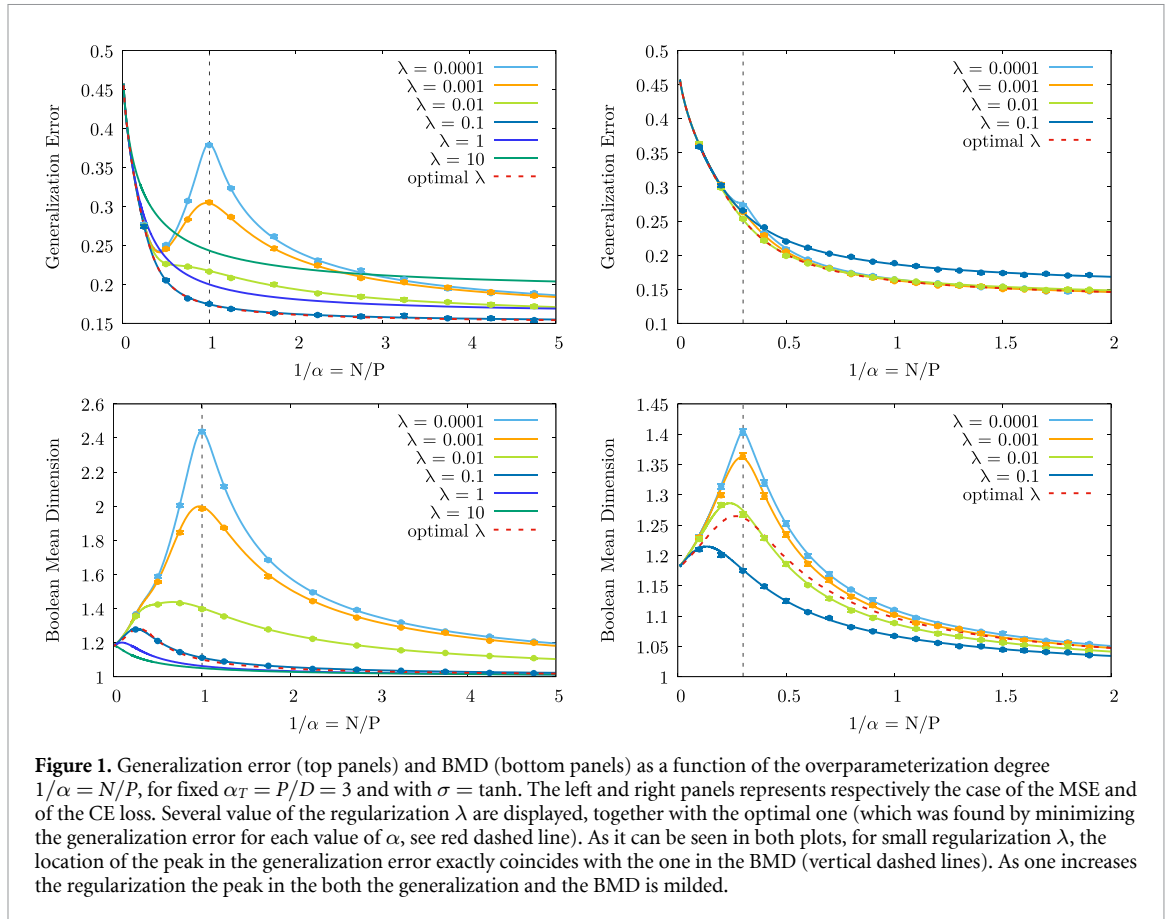 0.5
0.45
0.4
0.35
0.3
0.25
0.2
0.15
Generalization Error
0 1 2 3 4 5
1/α = N/P
λ = 0.0001
λ = 0.001
λ = 0.01
λ = 0.1
λ = 1
λ = 10
optimal λ
0.5
0.45
0.4
0.35
0.3
0.25
0.2
0.15
0.1
Generalization Error
0 0.5 1 1.5 2
1/α = N/P
λ = 0.0001
λ = 0.001
λ = 0.01
λ = 0.1
optimal λ
2.6
2.4
2.2
2
1.8
1.6
1.4
1.2
1
Boolean Mean Dimension
0 1 2 3 4 5
1/α = N/P
λ = 0.0001
λ = 0.001
λ = 0.01
λ = 0.1
λ = 1
λ = 10
optimal λ
1.45
1.4
1.35
1.3
1.25
1.2
1.15
1.1
1.05
1
Boolean Mean Dimension
0 0.5 1 1.5 2
1/α = N/P
λ = 0.0001
λ = 0.001
λ = 0.01
λ = 0.1
optimal λ
Figure 1. Generalization error (top panels) and BMD (bottom panels) as a function of the overparameterization degree
1/α = N/P, for fixed αT = P/D = 3 and with σ = tanh. The left and right panels represents respectively the case of the MSE and
of the CE loss. Several value of the regularization λ are displayed, together with the optimal one (which was found by minimizing
the generalization error for each value of α, see red dashed line). As it can be seen in both plots, for small regularization λ, the
location of the peak in the generalization error exactly coincides with the one in the BMD (vertical dashed lines). As one increases
the regularization the peak in the both the generalization and the BMD is milded.